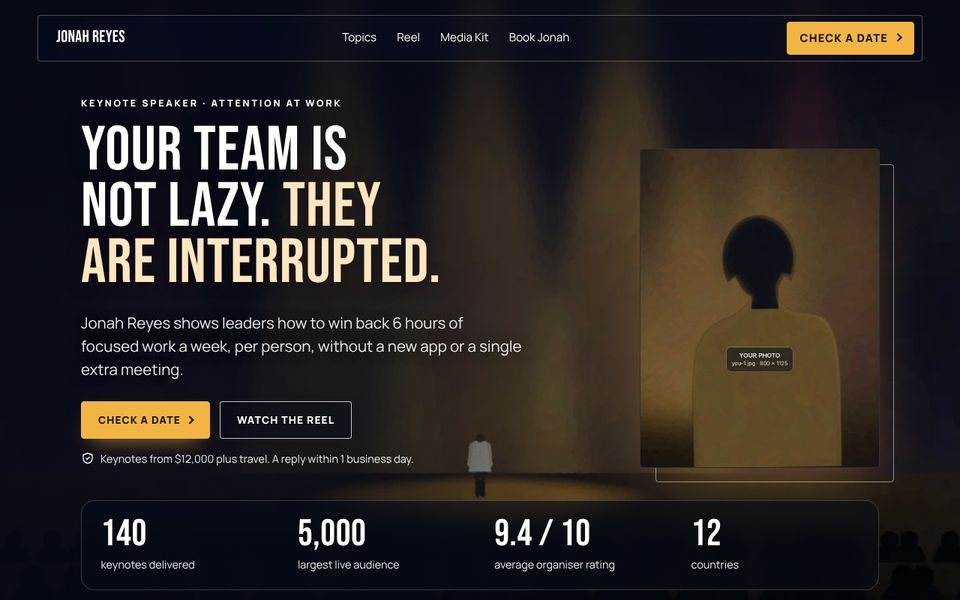 JONAH REYES
Topics Reel Media Kit Book Jonah
CHECK A DATE
KEYNOTE SPEAKER · ATTENTION AT WORK
YOUR TEAM IS
NOT LAZY. THEY
ARE INTERRUPTED.
Jonah Reyes shows leaders how to win back 6 hours of
focused work a week, per person, without a new app or a single
extra meeting.
CHECK A DATE
WATCH THE REEL
Keynotes from $12,000 plus travel. A reply within 1 business day.
YOUR PHOTO
you-1.jpg · 900 × 1125
140
keynotes delivered
5,000
largest live audience
9.4 / 10
average organiser rating
12
countries